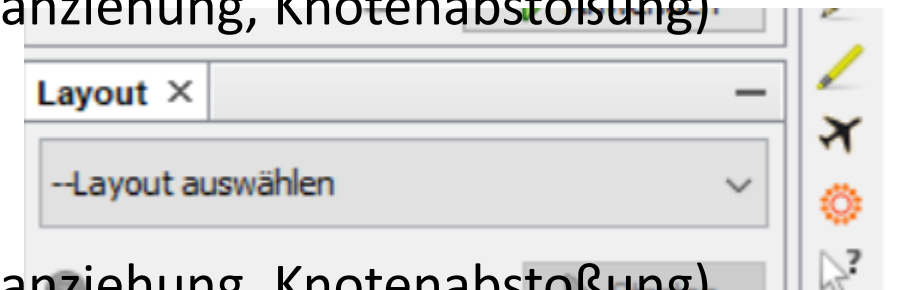 anziehung, Knotenabstoßung)
Layout
--Layout auswählen
?
anziehung, Knotenabstoßung)